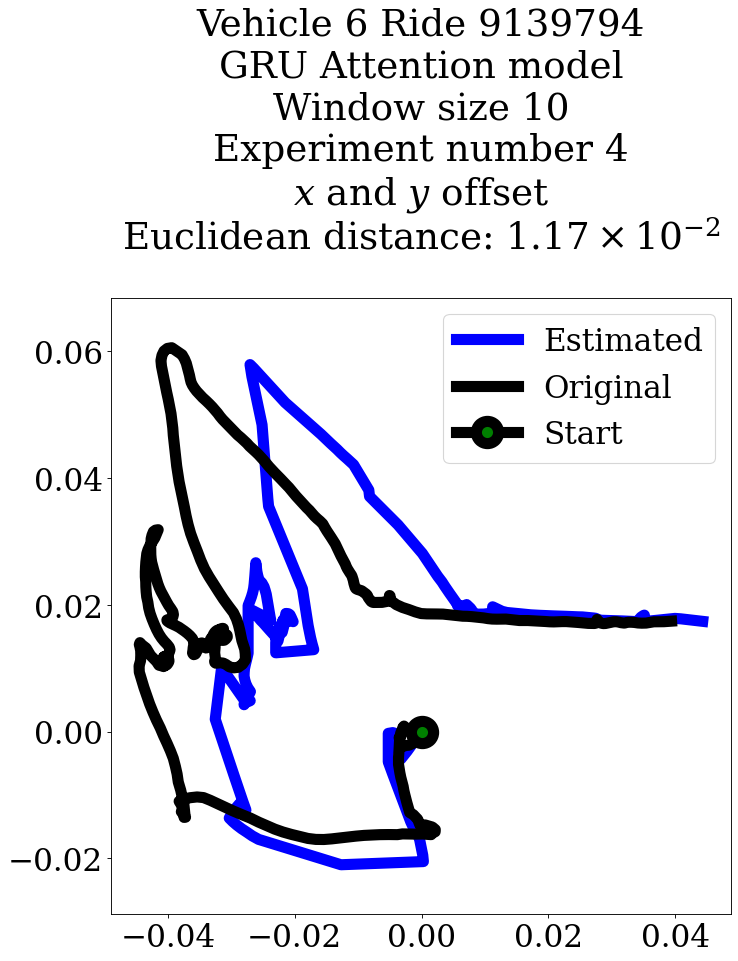 Vehicle 6 Ride 9139794
GRU Attention model
Window size 10
Experiment number 4
x and y offset
Euclidean distance: 1.17 × 10⁻²
Estimated
Original
Start
0.06
0.04
0.02
0.00
−0.02
−0.04 −0.02 0.00 0.02 0.04